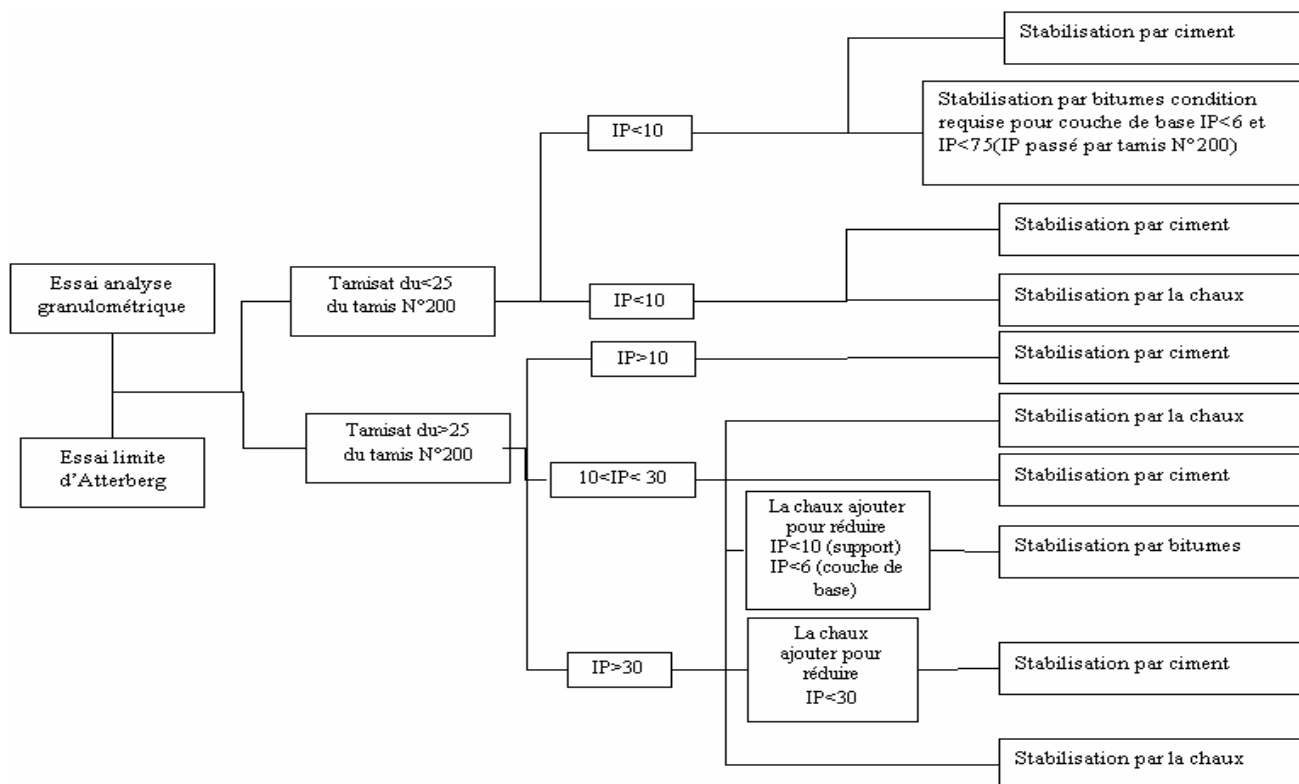 Essai analyse
granulométrique
Essai limite
d'Atterberg
Tamisat du<25
du tamis N°200
Tamisat du>25
du tamis N°200
IP<10
IP<10
IP>10
10<IP< 30
IP>30
La chaux ajouter
pour réduire
IP<10 (support)
IP<6 (couche de
base)
La chaux
ajouter pour
réduire
IP<30
Stabilisation par ciment
Stabilisation par bitumes condition
requise pour couche de base IP<6 et
IP<75(IP passé par tamis N°200)
Stabilisation par ciment
Stabilisation par la chaux
Stabilisation par ciment
Stabilisation par la chaux
Stabilisation par ciment
Stabilisation par bitumes
Stabilisation par ciment
Stabilisation par la chaux